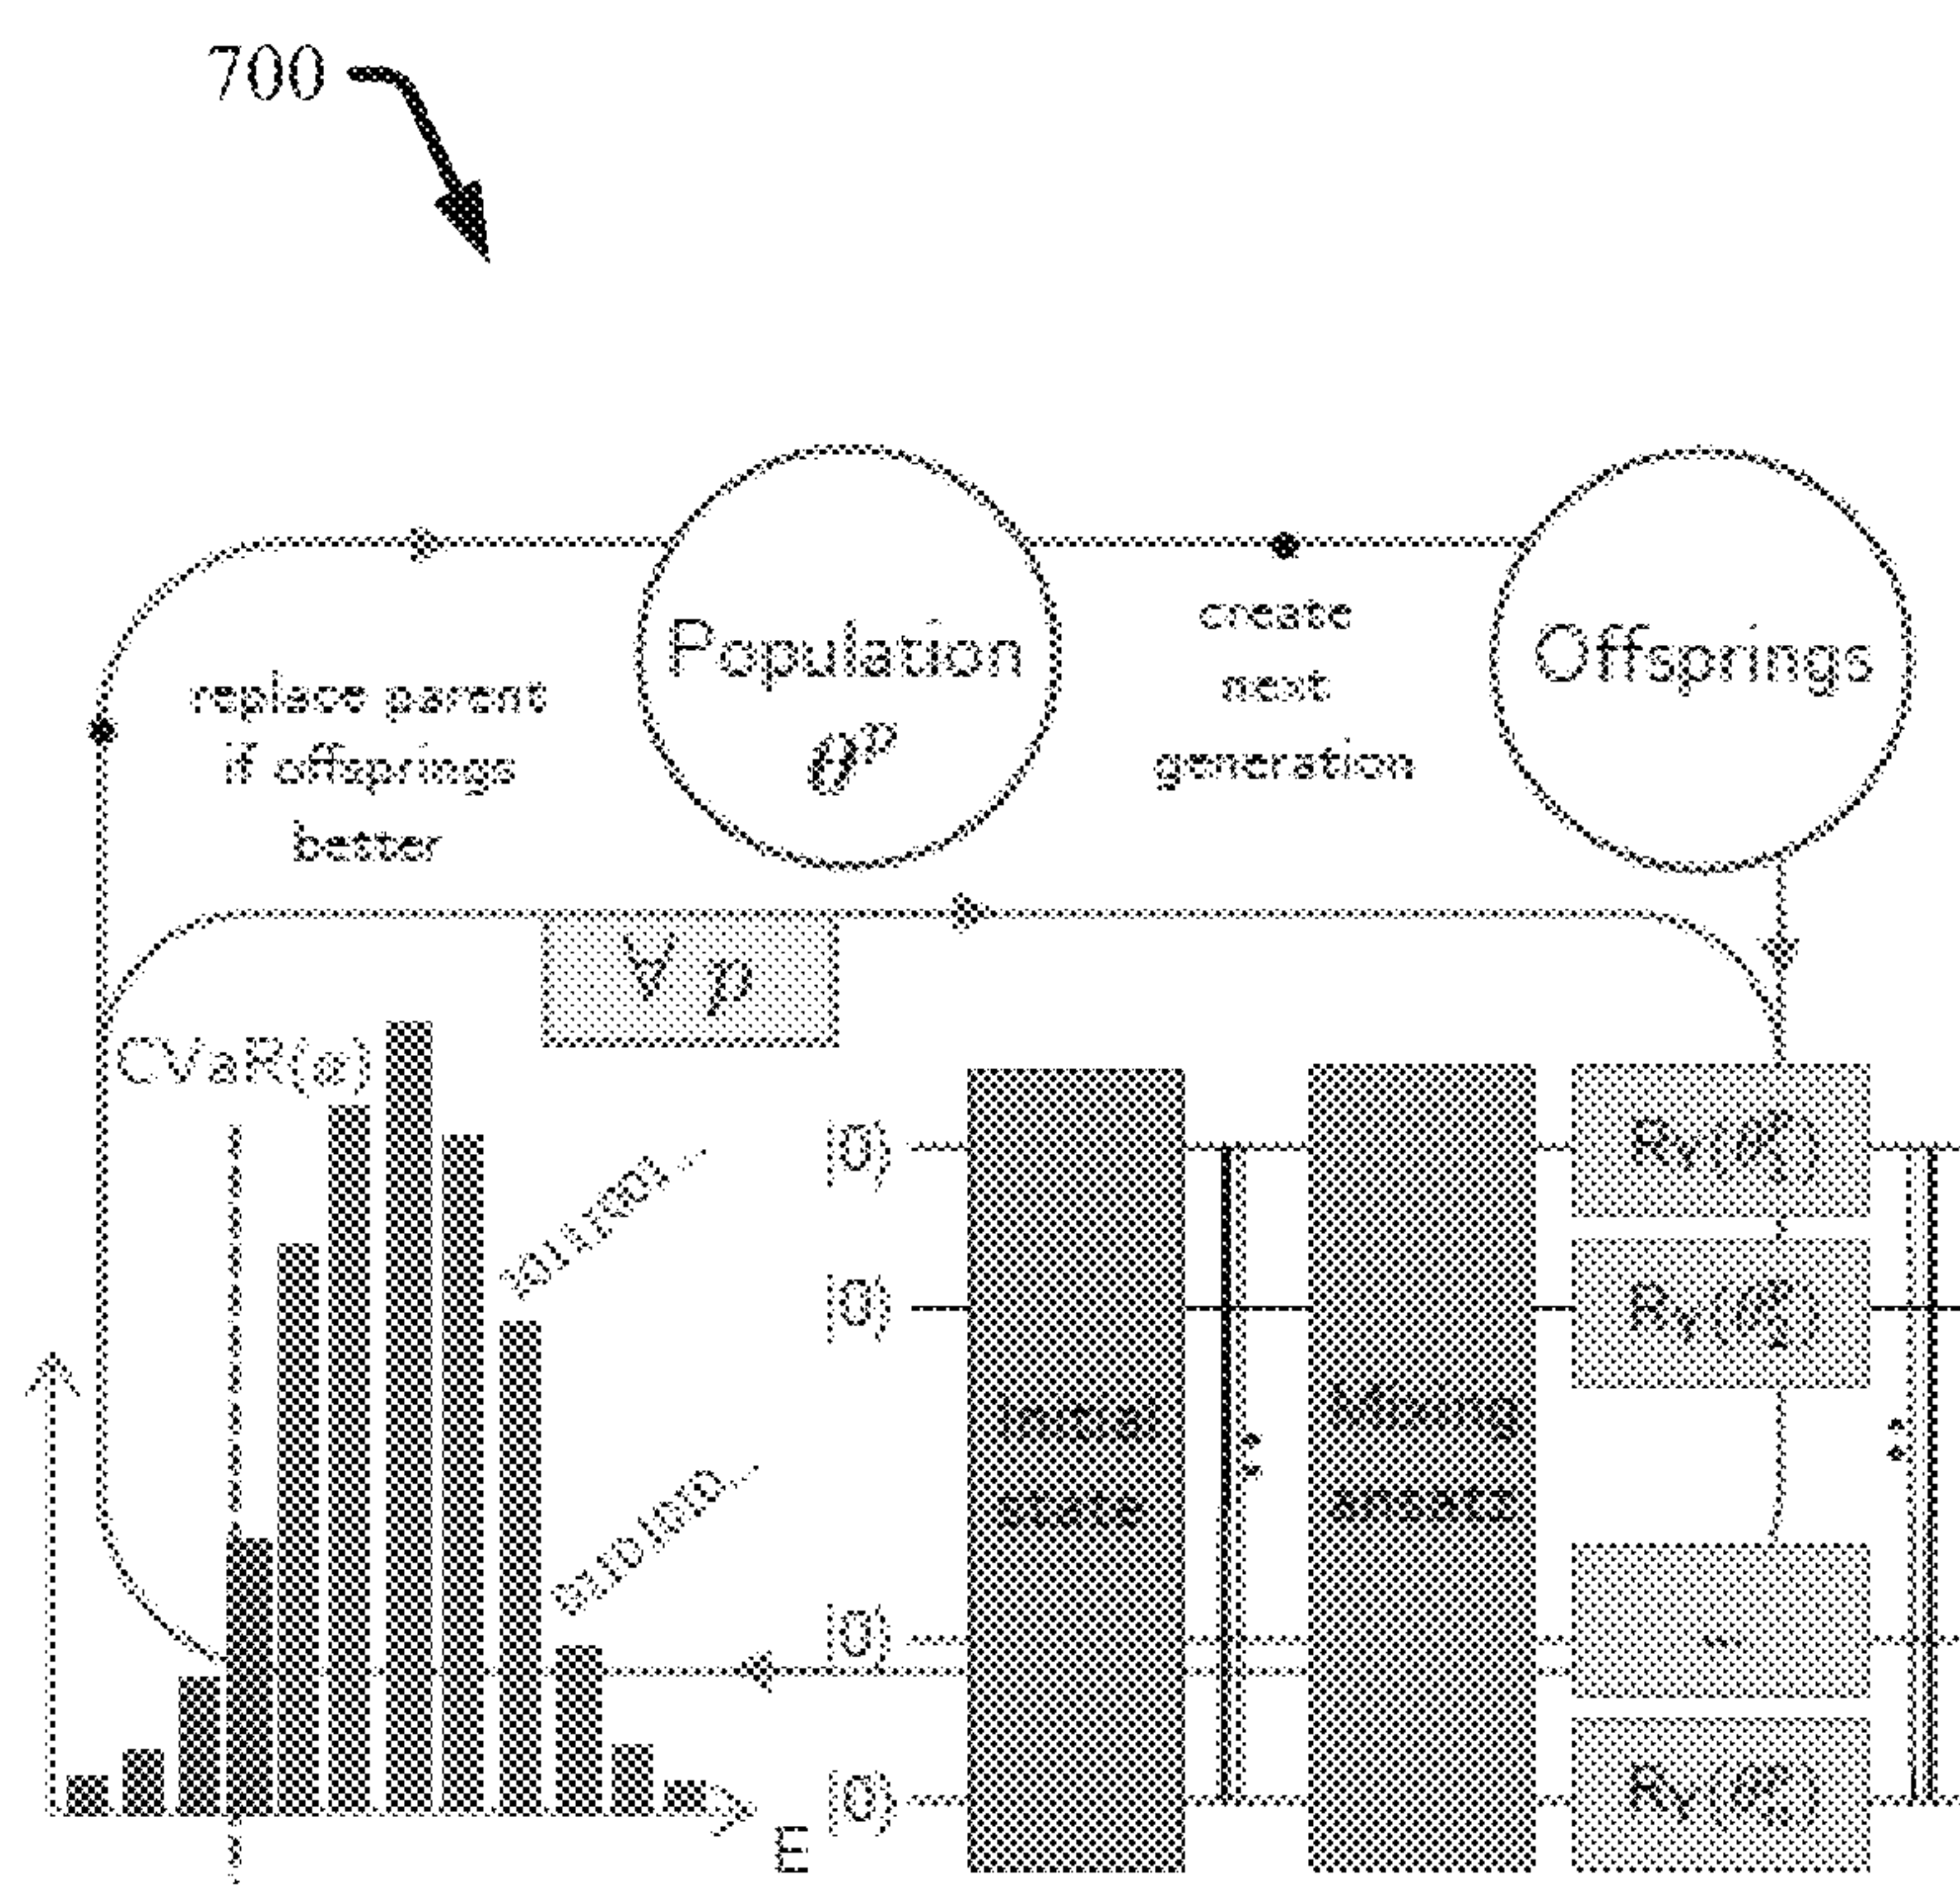 700
Population
θᵖ
create
next
generation
Offsprings
replace parent
if offsprings
better
∀ p
CVaR(α)
|0⟩
|0⟩
|0⟩
|0⟩
Initial
state
Mixing
ansatz
...
E